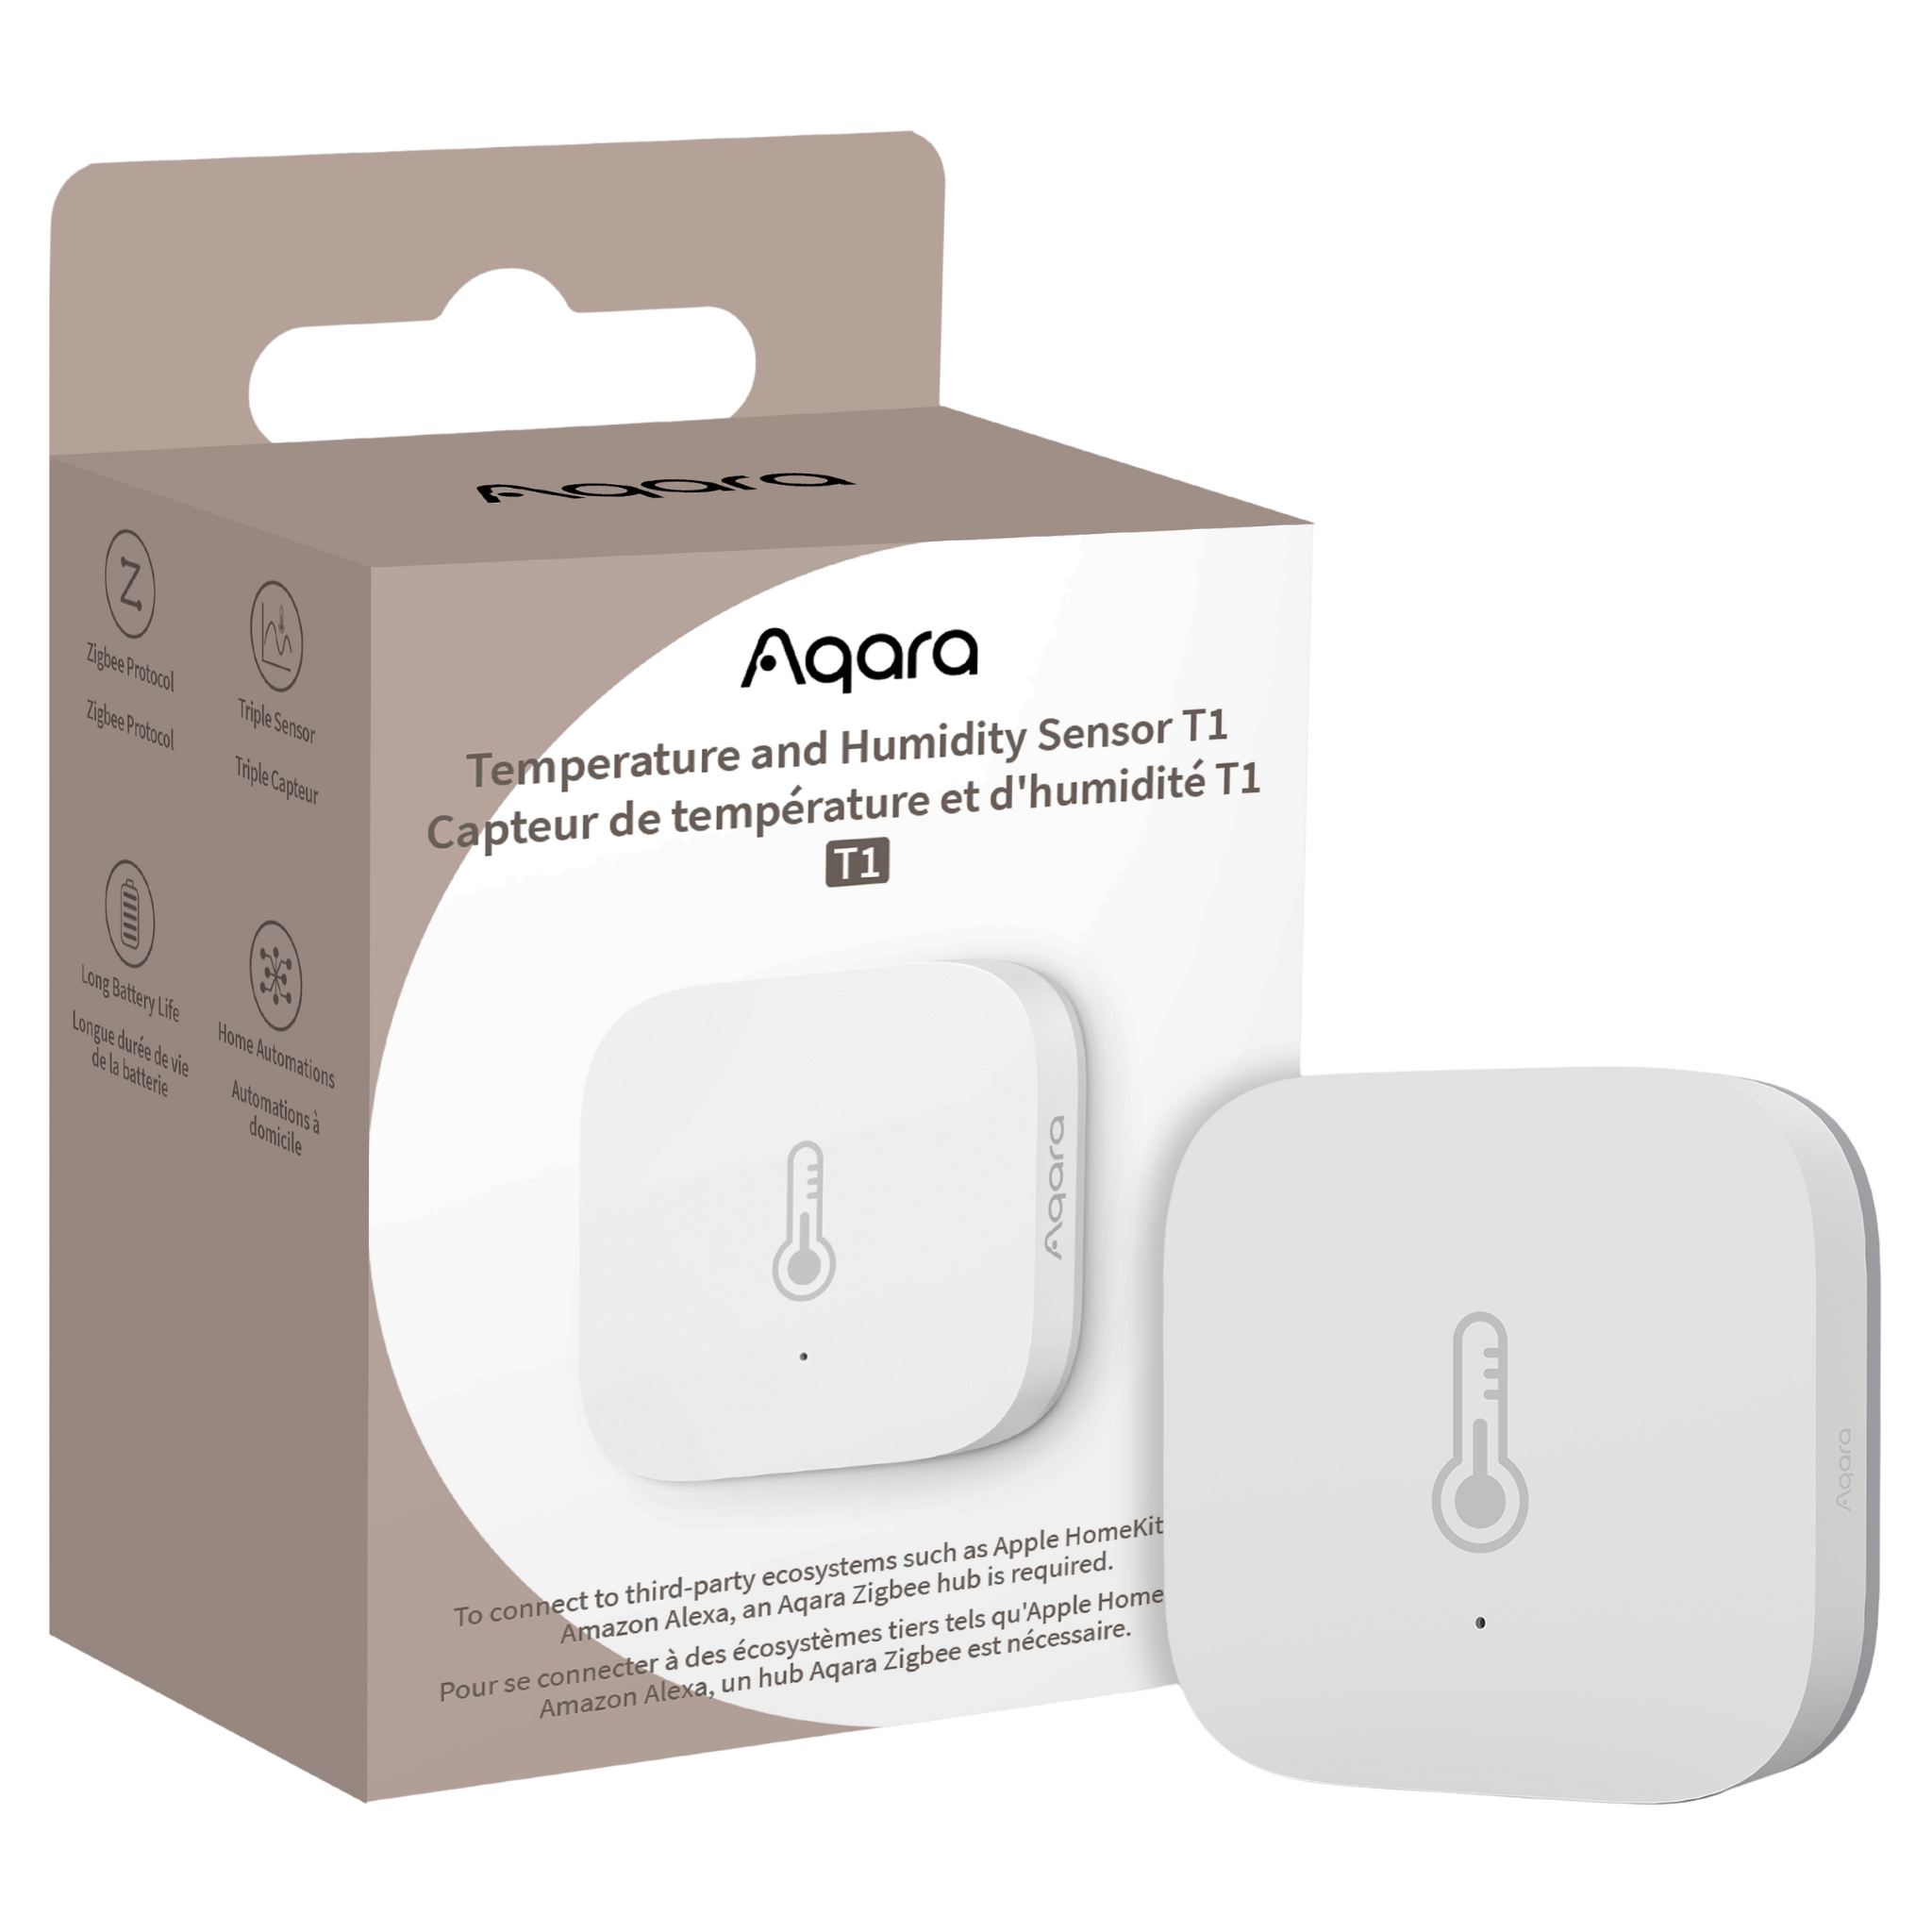 Aqara
Zigbee Protocol
Zigbee Protocol
Triple Sensor
Triple Capteur
Long Battery Life
Longue durée de vie
de la batterie
Home Automations
Automations à
domicile
Aqara
Temperature and Humidity Sensor T1
Capteur de température et d'humidité T1
T1
Aqara
To connect to third-party ecosystems such as Apple HomeKit
Amazon Alexa, an Aqara Zigbee hub is required.
Pour se connecter à des écosystèmes tiers tels qu'Apple Home
Amazon Alexa, un hub Aqara Zigbee est nécessaire.
Aqara